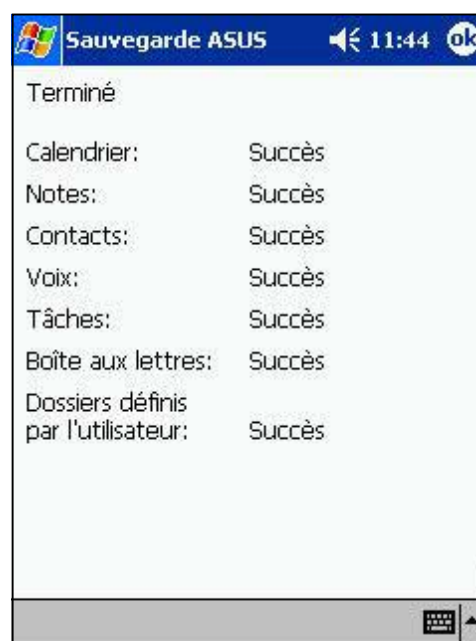 Sauvegarde ASUS 11:44 ok
Terminé
Calendrier: Succès
Notes: Succès
Contacts: Succès
Voix: Succès
Tâches: Succès
Boîte aux lettres: Succès
Dossiers définis
par l'utilisateur: Succès